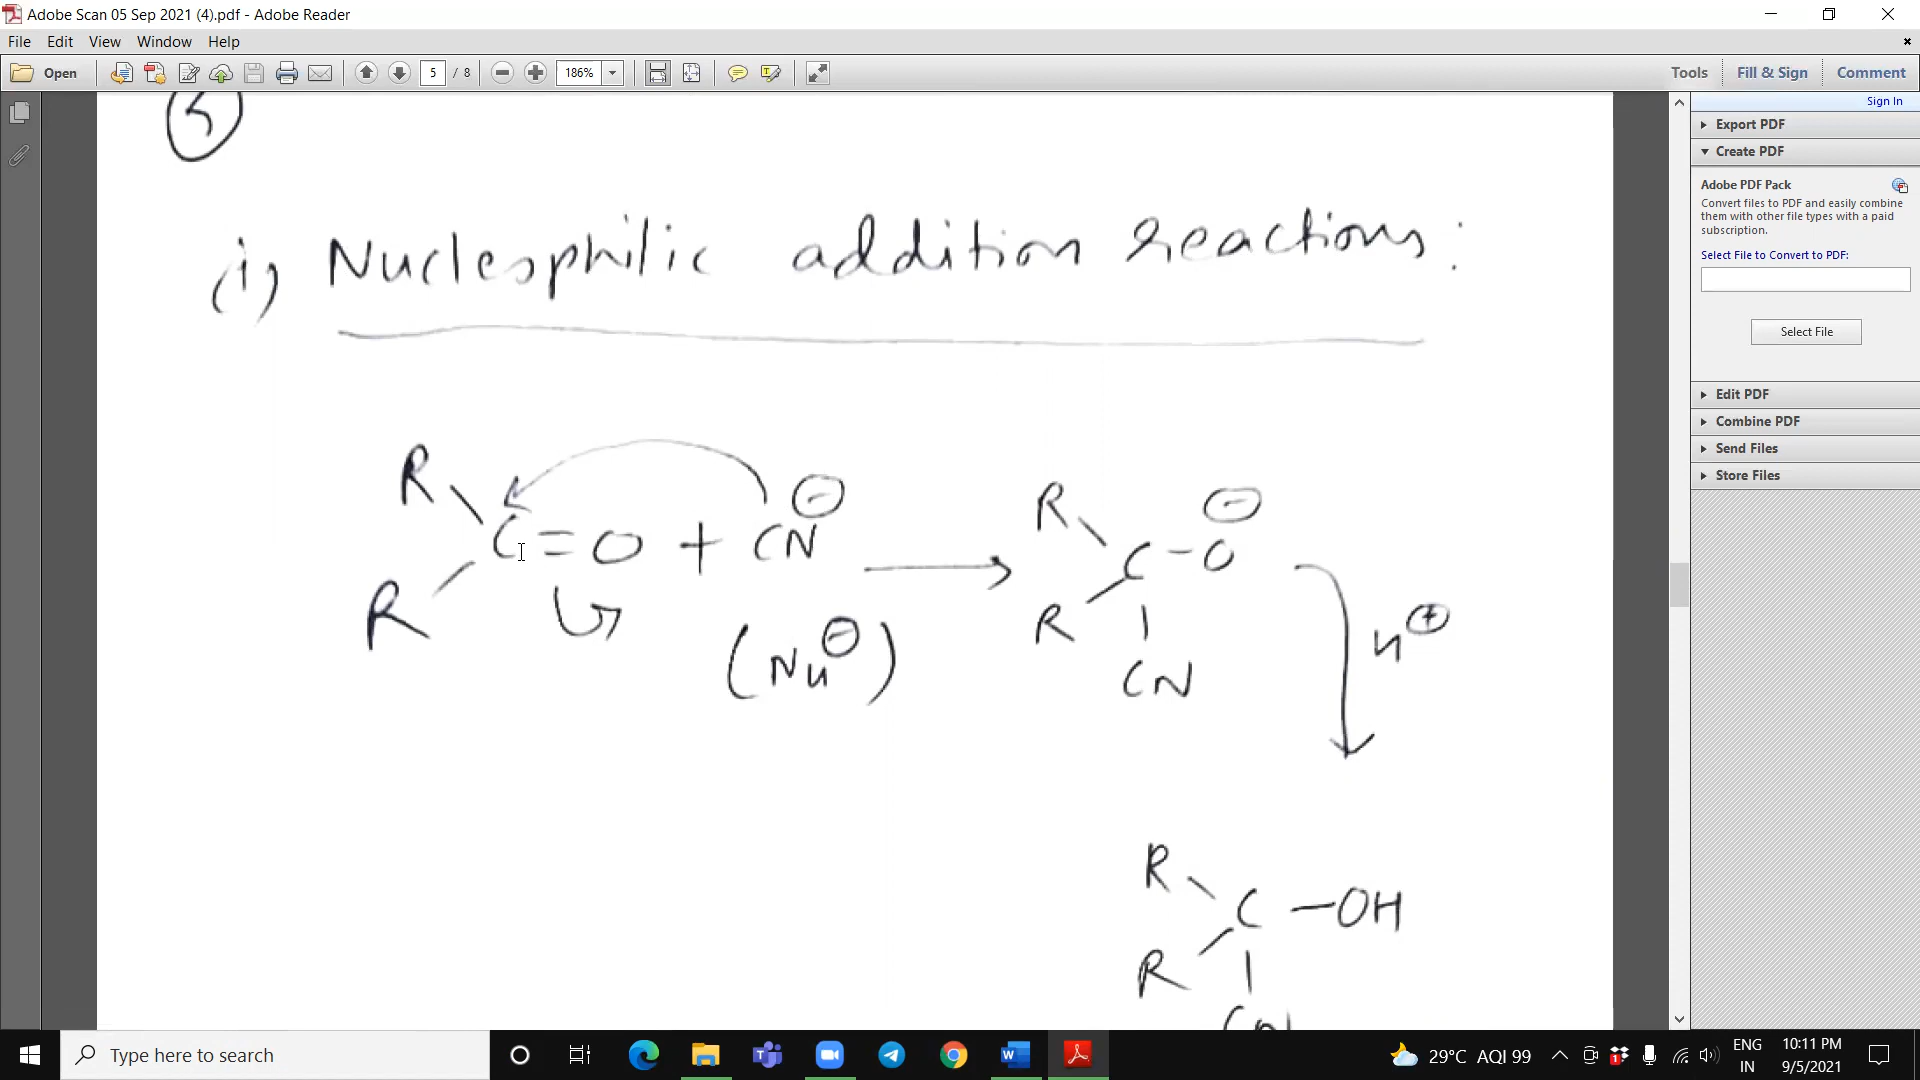 Adobe Scan 05 Sep 2021 (4).pdf - Adobe Reader
File Edit View Window Help
Open 5 / 8 186% Tools Fill & Sign Comment
Sign In
Export PDF
Create PDF
Adobe PDF Pack
Convert files to PDF and easily combine
them with other file types with a paid
subscription.
Select File to Convert to PDF:
Select File
Edit PDF
Combine PDF
Send Files
Store Files
5
(i) Nucleophilic addition reactions:
R
R
C = O + CN ⊖
(Nu ⊖)
R
R
C - O ⊖
CN
H ⊕
R
R
C - OH
CN
Type here to search
29°C AQI 99
ENG
IN
10:11 PM
9/5/2021